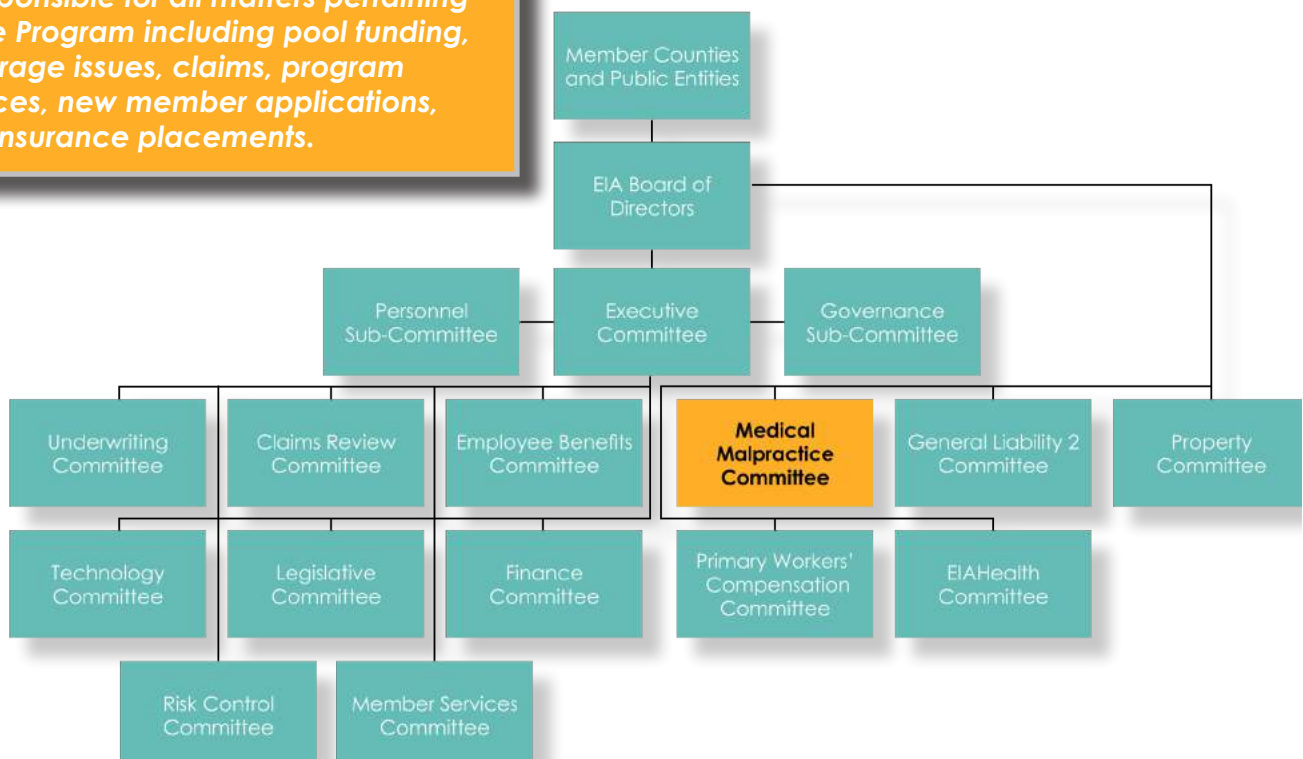 ponsible for all matters pertaining
e Program including pool funding,
rage issues, claims, program
ces, new member applications,
nsurance placements.
Member Counties
and Public Entities
EIA Board of
Directors
Personnel
Sub-Committee
Executive
Committee
Governance
Sub-Committee
Underwriting
Committee
Claims Review
Committee
Employee Benefits
Committee
Medical
Malpractice
Committee
General Liability 2
Committee
Property
Committee
Technology
Committee
Legislative
Committee
Finance
Committee
Primary Workers'
Compensation
Committee
EIAHealth
Committee
Risk Control
Committee
Member Services
Committee